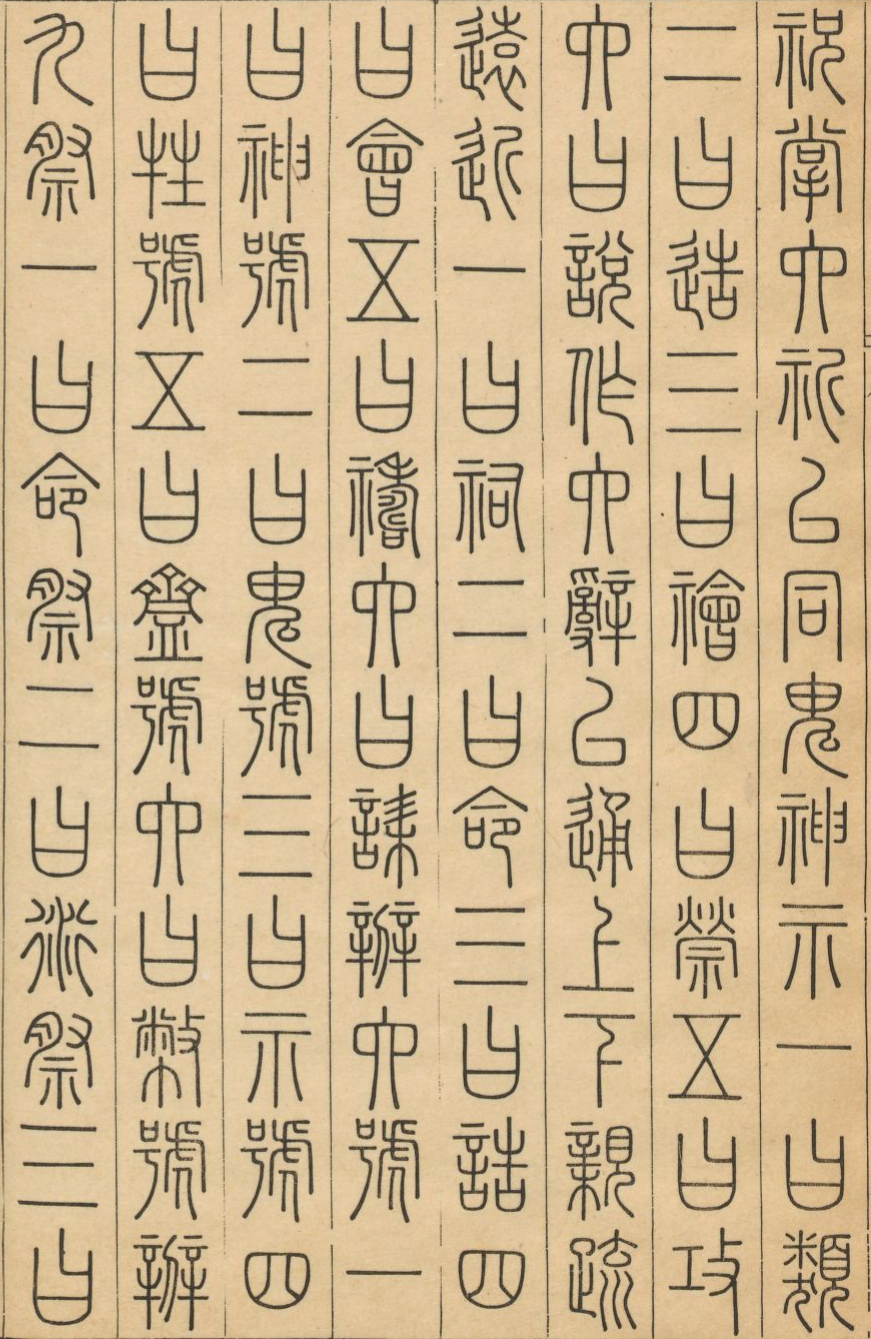 祝掌六祈以同鬼神示一曰類
二曰造三曰禬四曰禜五曰攻
六曰說作六辭以通上下親疏
遠近一曰祠二曰命三曰誥四
曰會五曰禱六曰誄辨六號一
曰神號二曰鬼號三曰示號四
曰牲號五曰齍號六曰幣號辨
九祭一曰命祭二曰衍祭三曰